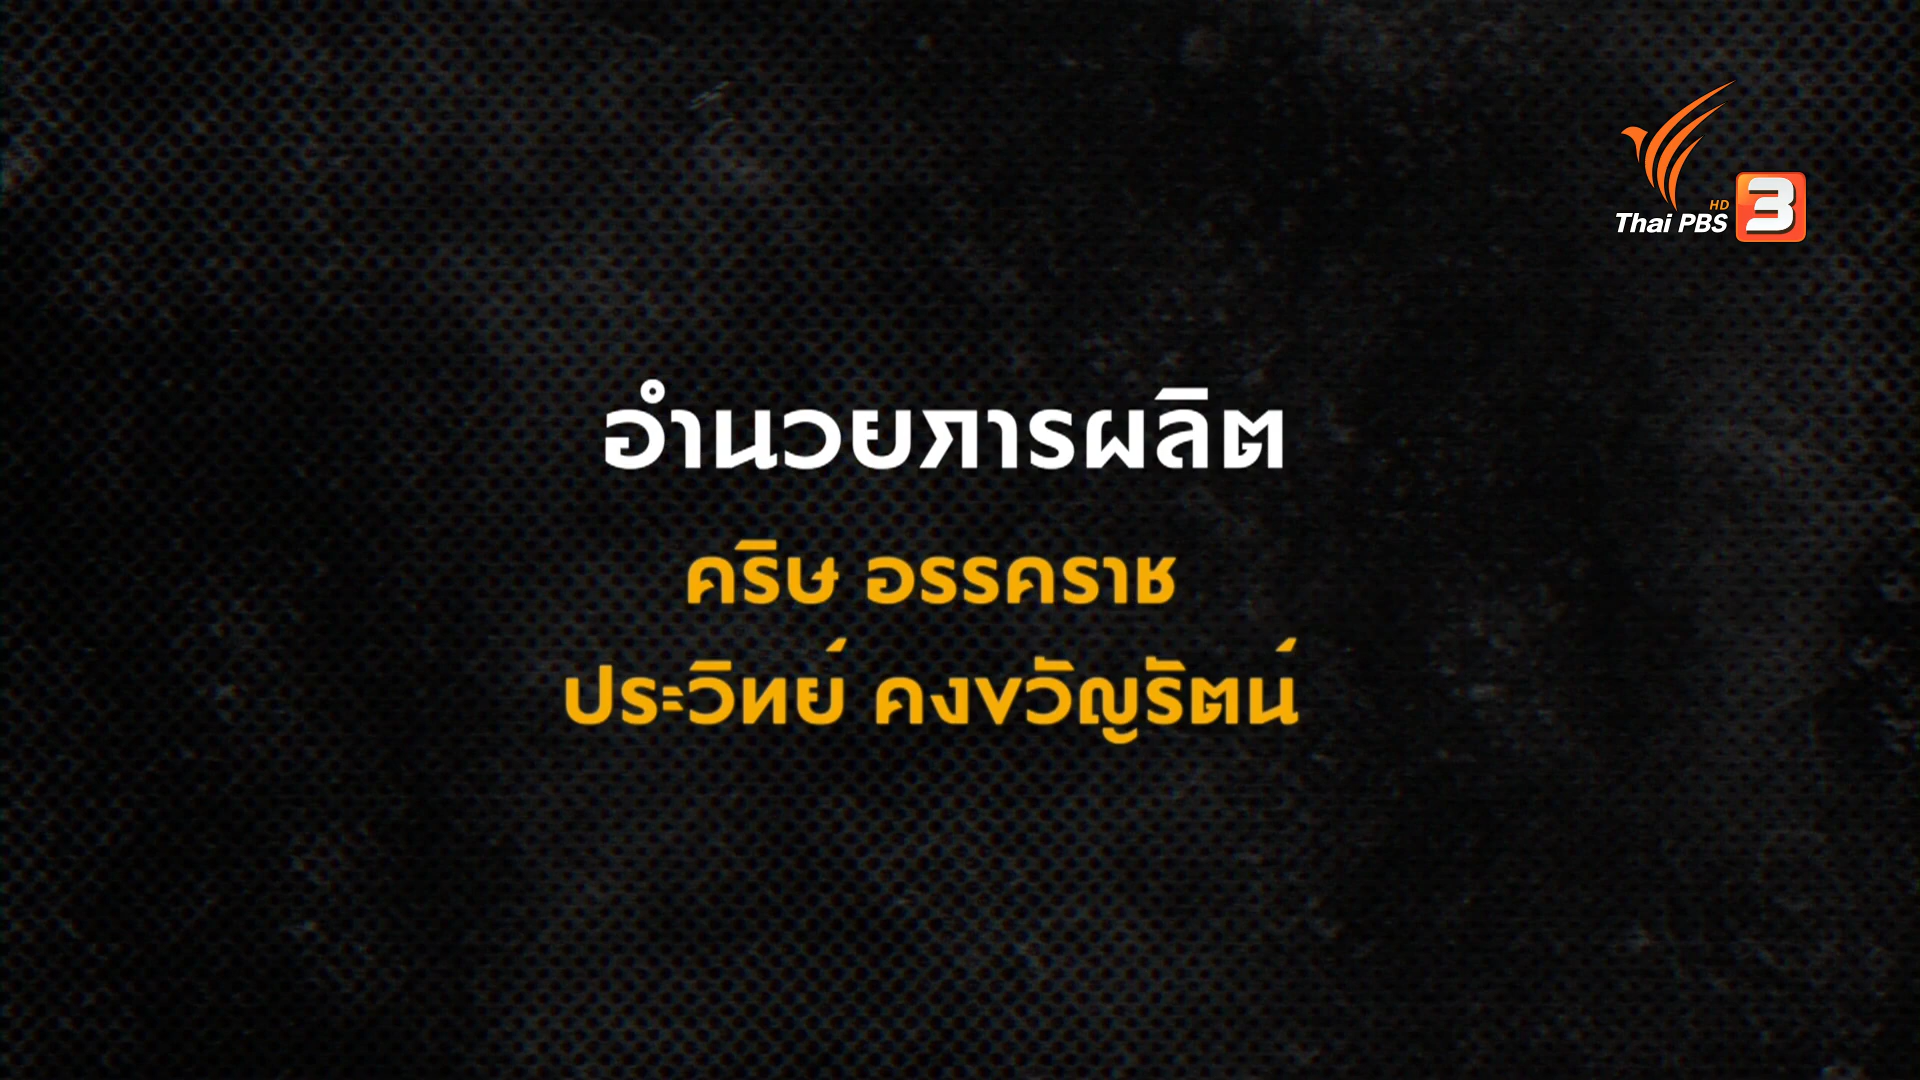 HD
Thai PBS 3
อำนวยการผลิต
คริษ อรรคราช
ประวิทย์ คงขวัญรัตน์